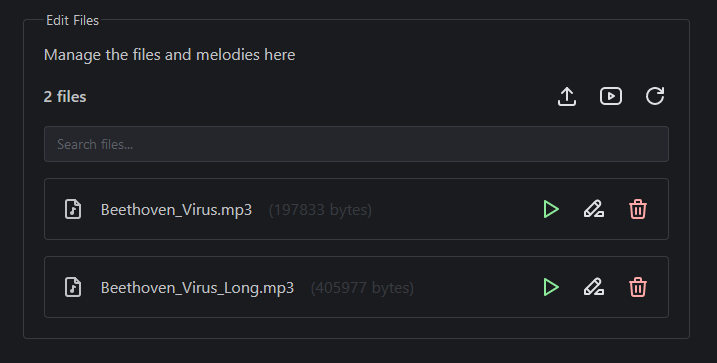 Edit Files
Manage the files and melodies here
2 files
Search files...
Beethoven_Virus.mp3 (197833 bytes)
Beethoven_Virus_Long.mp3 (405977 bytes)